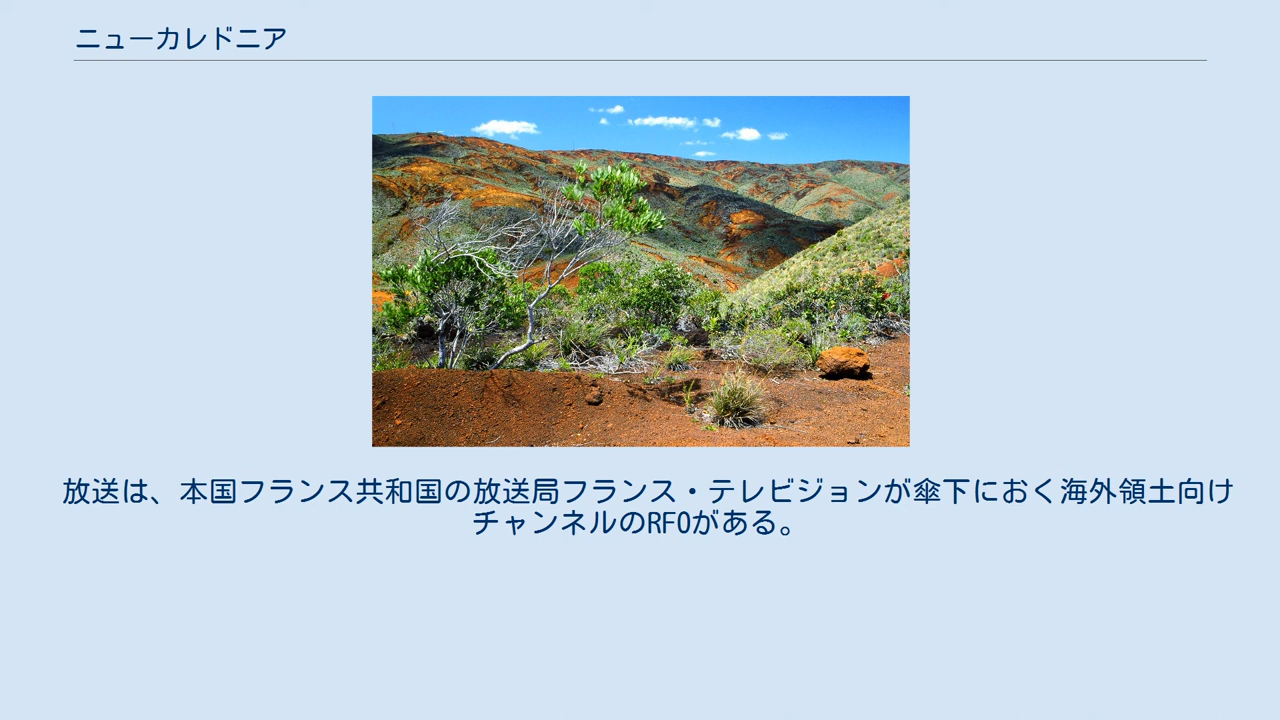 ニューカレドニア
放送は、本国フランス共和国の放送局フランス・テレビジョンが傘下におく海外領土向け
チャンネルのRFOがある。